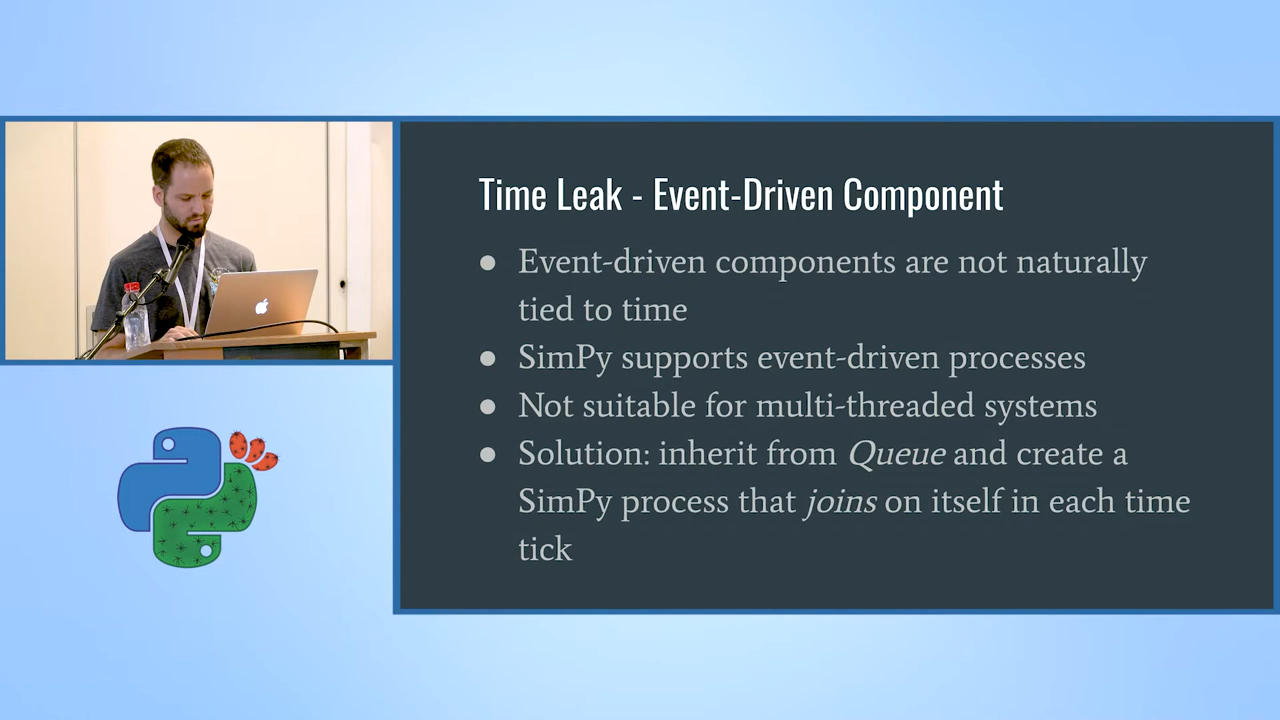 Time Leak - Event-Driven Component
● Event-driven components are not naturally
tied to time
● SimPy supports event-driven processes
● Not suitable for multi-threaded systems
● Solution: inherit from Queue and create a
SimPy process that joins on itself in each time
tick